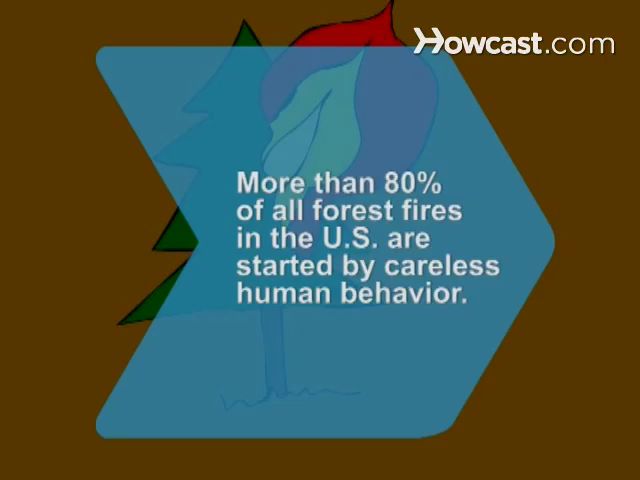 Howcast.com
More than 80%
of all forest fires
in the U.S. are
started by careless
human behavior.